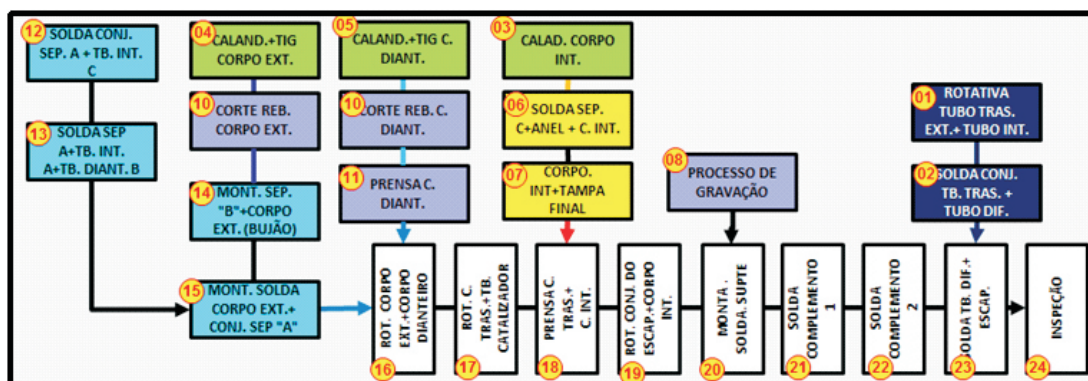 12
SOLDA CONJ.
SEP. A + TB. INT.
C
13
SOLDA SEP
A+TB. INT.
A+TB. DIANT. B
04
CALAND.+TIG
CORPO EXT.
10
CORTE REB.
CORPO EXT.
14
MONT. SEP.
"B"+CORPO
EXT. (BUJÃO)
15
MONT. SOLDA
CORPO EXT.+
CONJ. SEP "A"
05
CALAND.+TIG C.
DIANT.
10
CORTE REB. C.
DIANT.
11
PRENSA C.
DIANT.
03
CALAD. CORPO
INT.
06
SOLDA SEP.
C+ANEL + C. INT.
07
CORPO.
INT+TAMPA
FINAL
08
PROCESSO DE
GRAVAÇÃO
01
ROTATIVA
TUBO TRAS.
EXT.+ TUBO INT.
02
SOLDA CONJ.
TB. TRAS. +
TUBO DIF.
ROT. CORPO
EXT.+CORPO
DIANTEIRO
16
ROT. C.
TRAS.+TB.
CATALIZADOR
17
PRENSA C.
TRAS.+
C. INT.
18
ROT. CONJ. DO
ESCAP.+CORPO
INT.
19
MONTA .
SOLDA. SUPTE
20
SOLDA
COMPLEMENTO
1
21
SOLDA
COMPLEMENTO
2
22
SOLDA TB. DIF.+
ESCAP.
23
INSPEÇÃO
24